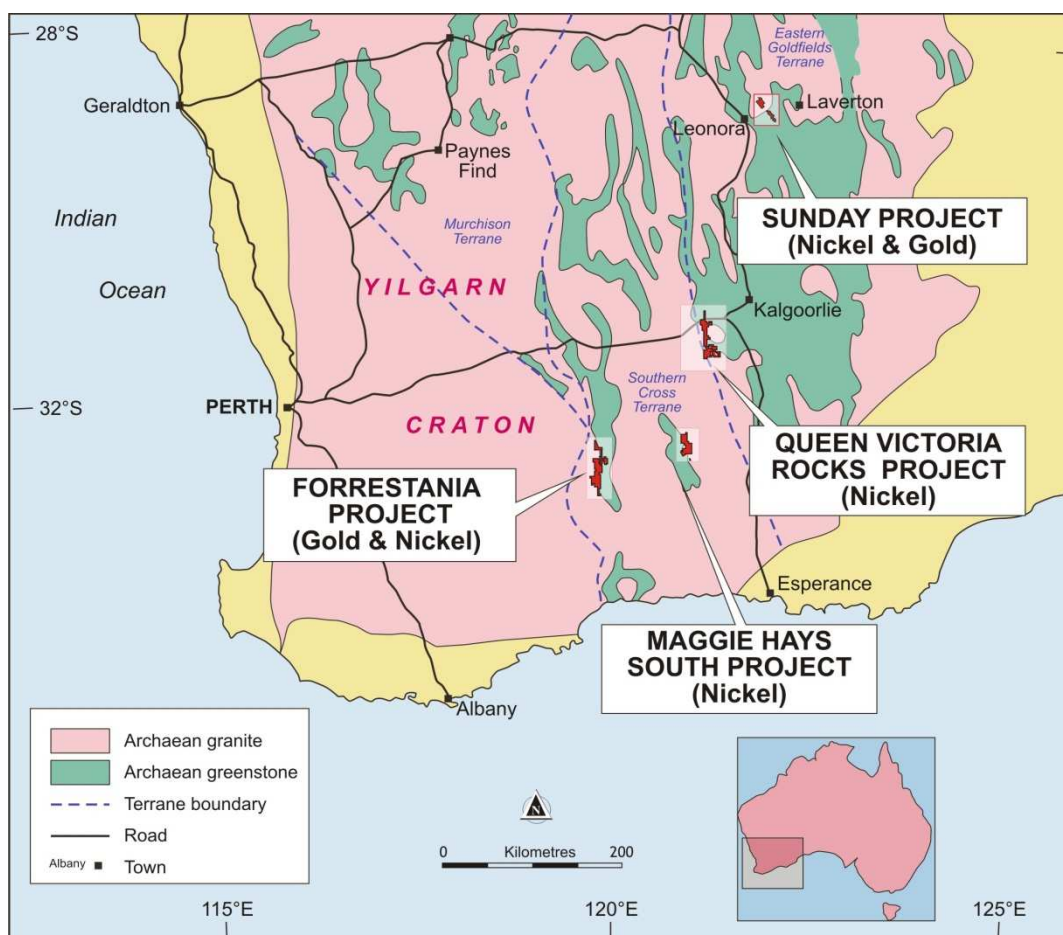 28°S
Eastern
Goldfields
Terrane
Geraldton
Laverton
Leonora
Paynes
Find
SUNDAY PROJECT
(Nickel & Gold)
Indian
Ocean
Murchison
Terrane
YILGARN
Kalgoorlie
32°S
PERTH
Southern
Cross
Terrane
CRATON
QUEEN VICTORIA
ROCKS PROJECT
(Nickel)
FORRESTANIA
PROJECT
(Gold & Nickel)
Esperance
MAGGIE HAYS
SOUTH PROJECT
(Nickel)
Albany
Archaean granite
Archaean greenstone
Terrane boundary
Road
Albany Town
N
0 Kilometres 200
115°E 120°E 125°E